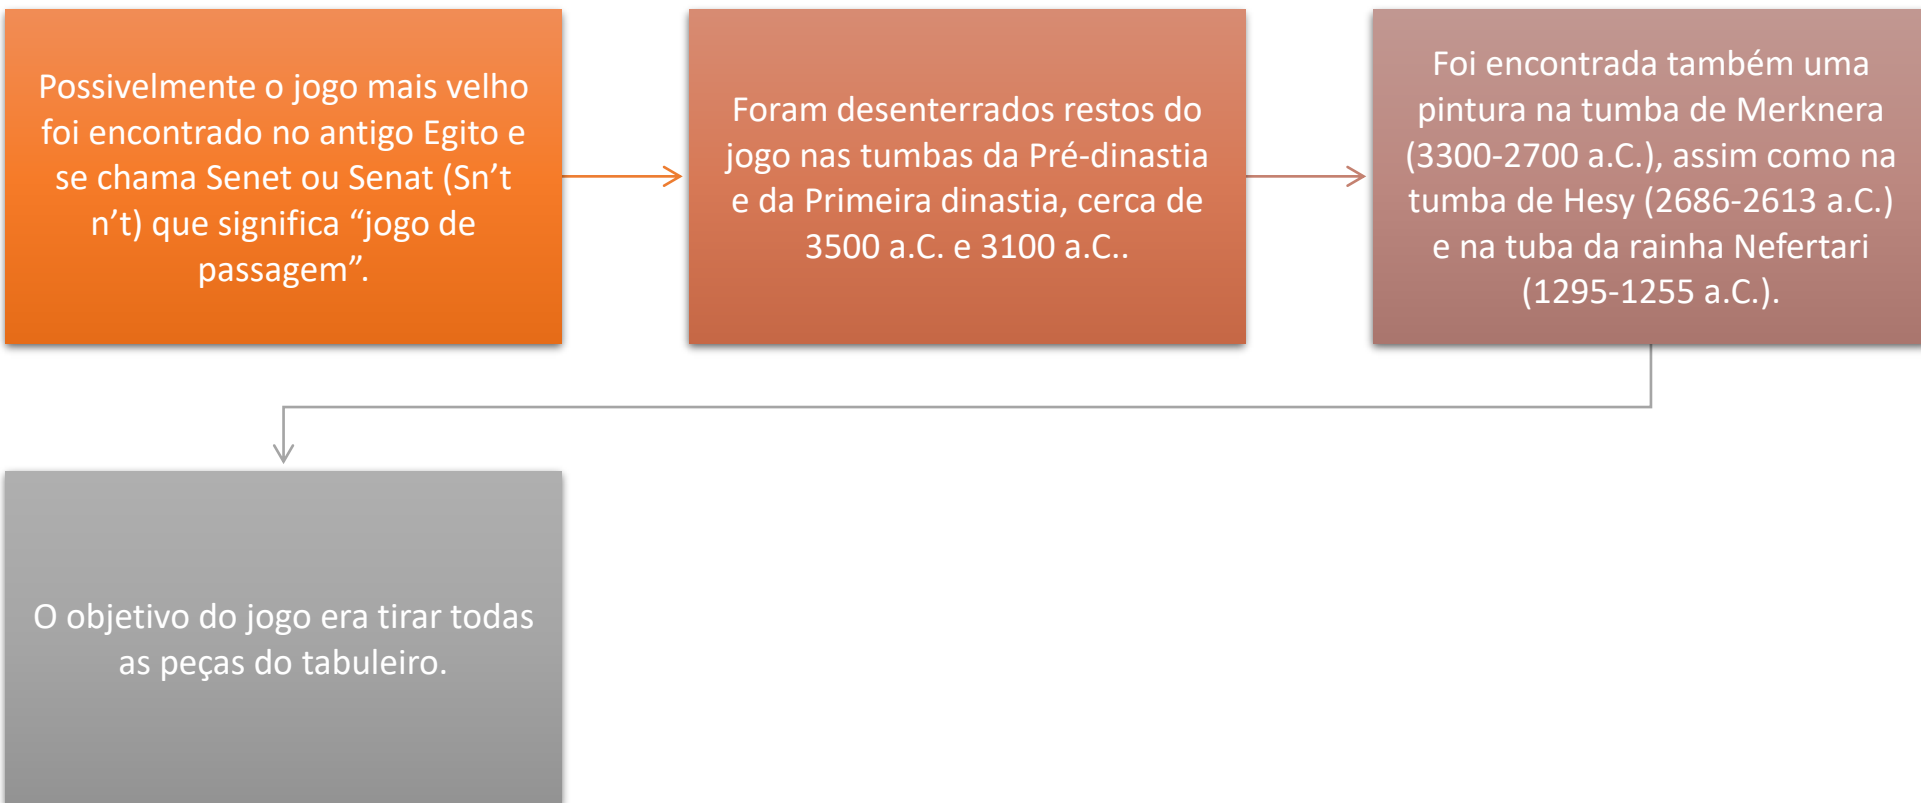 Possivelmente o jogo mais velho
foi encontrado no antigo Egito e
se chama Senet ou Senat (Sn’t
n’t) que significa “jogo de
passagem”.
Foram desenterrados restos do
jogo nas tumbas da Pré-dinastia
e da Primeira dinastia, cerca de
3500 a.C. e 3100 a.C..
Foi encontrada também uma
pintura na tumba de Merknera
(3300-2700 a.C.), assim como na
tumba de Hesy (2686-2613 a.C.)
e na tuba da rainha Nefertari
(1295-1255 a.C.).
O objetivo do jogo era tirar todas
as peças do tabuleiro.